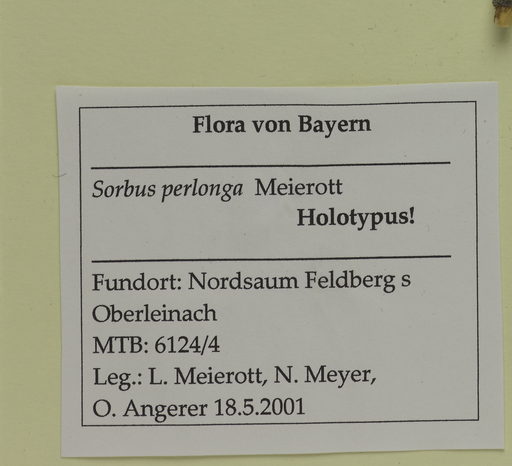 Flora von Bayern
Sorbus perlonga Meierott
Holotypus!
Fundort: Nordsaum Feldberg s
Oberleinach
MTB: 6124/4
Leg.: L. Meierott, N. Meyer,
O. Angerer 18.5.2001